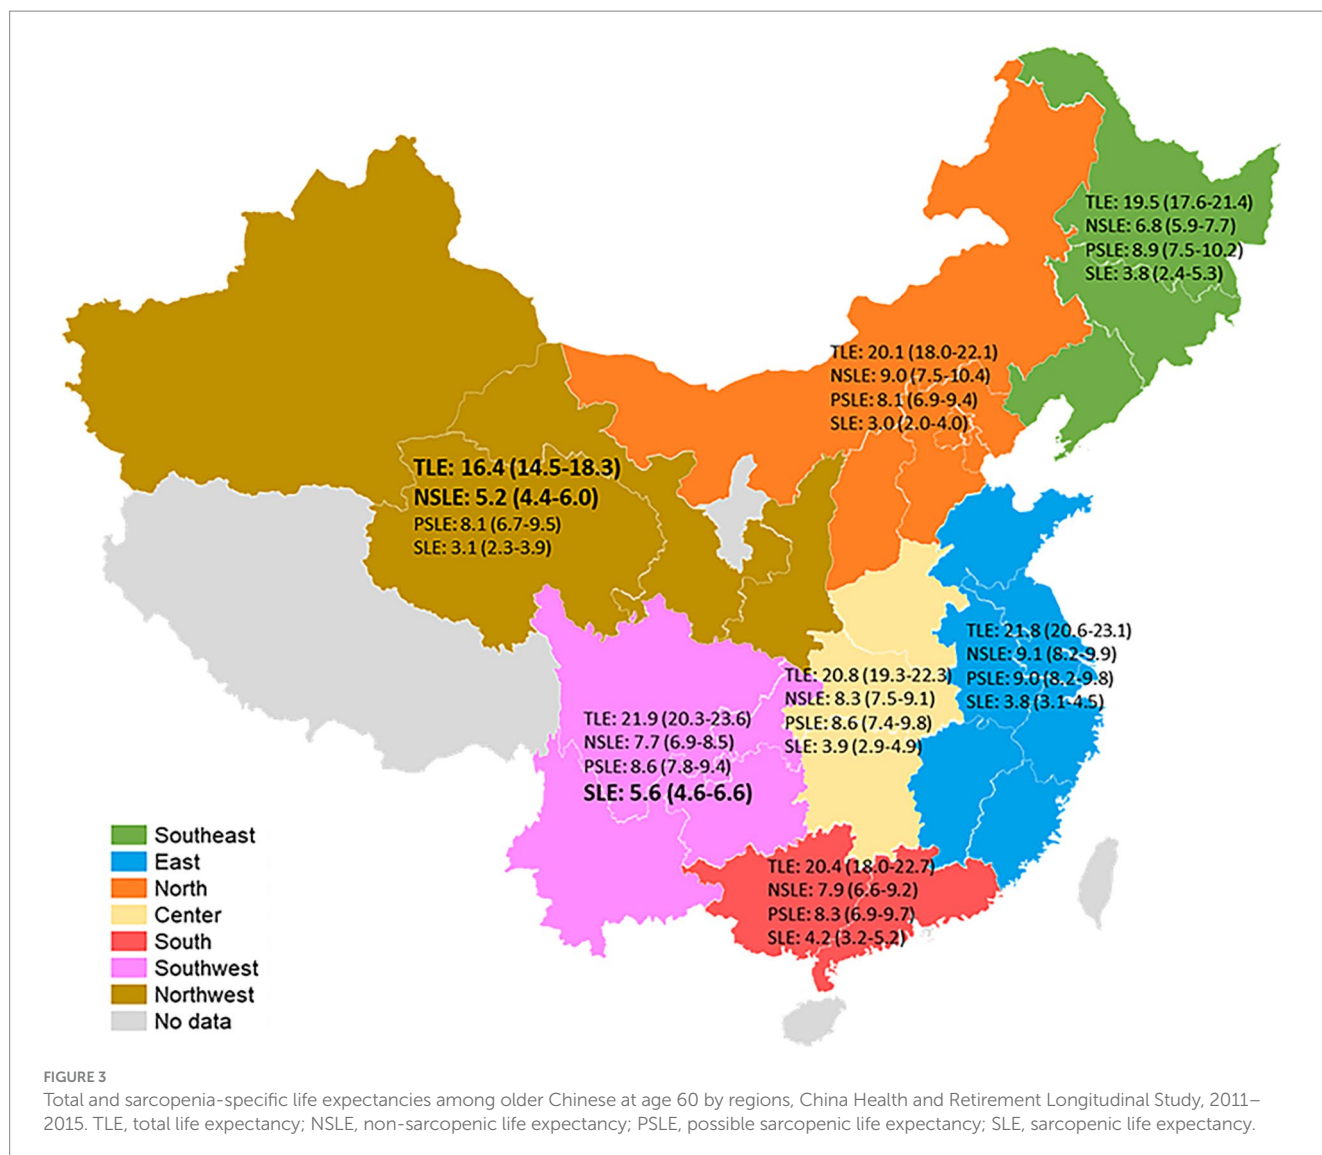 TLE: 19.5 (17.6-21.4)
NSLE: 6.8 (5.9-7.7)
PSLE: 8.9 (7.5-10.2)
SLE: 3.8 (2.4-5.3)
TLE: 20.1 (18.0-22.1)
NSLE: 9.0 (7.5-10.4)
PSLE: 8.1 (6.9-9.4)
SLE: 3.0 (2.0-4.0)
TLE: 16.4 (14.5-18.3)
NSLE: 5.2 (4.4-6.0)
PSLE: 8.1 (6.7-9.5)
SLE: 3.1 (2.3-3.9)
TLE: 21.8 (20.6-23.1)
NSLE: 9.1 (8.2-9.9)
PSLE: 9.0 (8.2-9.8)
SLE: 3.8 (3.1-4.5)
TLE: 20.8 (19.3-22.3)
NSLE: 8.3 (7.5-9.1)
PSLE: 8.6 (7.4-9.8)
SLE: 3.9 (2.9-4.9)
TLE: 21.9 (20.3-23.6)
NSLE: 7.7 (6.9-8.5)
PSLE: 8.6 (7.8-9.4)
SLE: 5.6 (4.6-6.6)
TLE: 20.4 (18.0-22.7)
NSLE: 7.9 (6.6-9.2)
PSLE: 8.3 (6.9-9.7)
SLE: 4.2 (3.2-5.2)
Southeast
East
North
Center
South
Southwest
Northwest
No data
FIGURE 3
Total and sarcopenia-specific life expectancies among older Chinese at age 60 by regions, China Health and Retirement Longitudinal Study, 2011–
2015. TLE, total life expectancy; NSLE, non-sarcopenic life expectancy; PSLE, possible sarcopenic life expectancy; SLE, sarcopenic life expectancy.